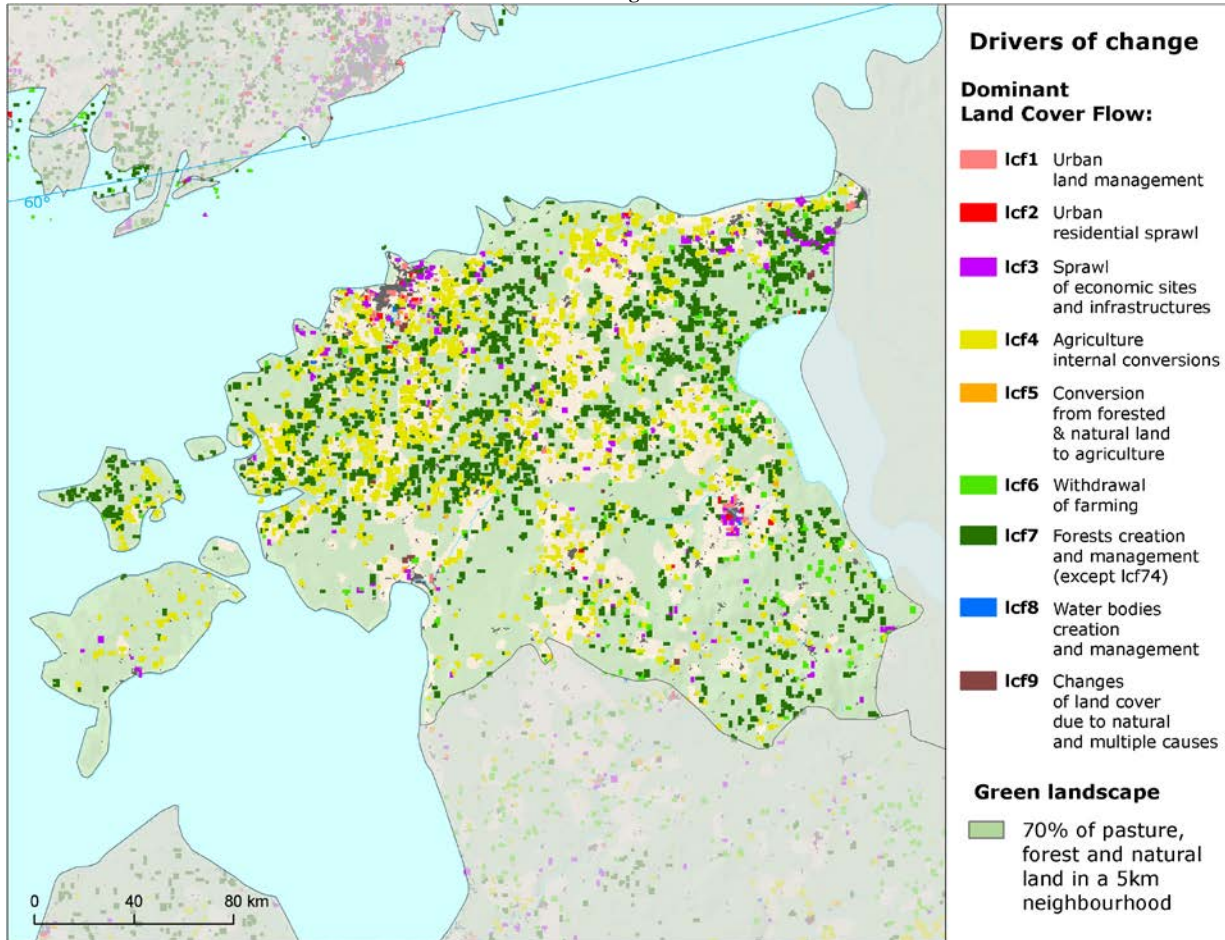 Drivers of change
Dominant
Land Cover Flow:
lcf1 Urban
land management
lcf2 Urban
residential sprawl
lcf3 Sprawl
of economic sites
and infrastructures
lcf4 Agriculture
internal conversions
lcf5 Conversion
from forested
& natural land
to agriculture
lcf6 Withdrawal
of farming
lcf7 Forests creation
and management
(except lcf74)
lcf8 Water bodies
creation
and management
lcf9 Changes
of land cover
due to natural
and multiple causes
Green landscape
70% of pasture,
forest and natural
land in a 5km
neighbourhood
60°
0 40 80 km